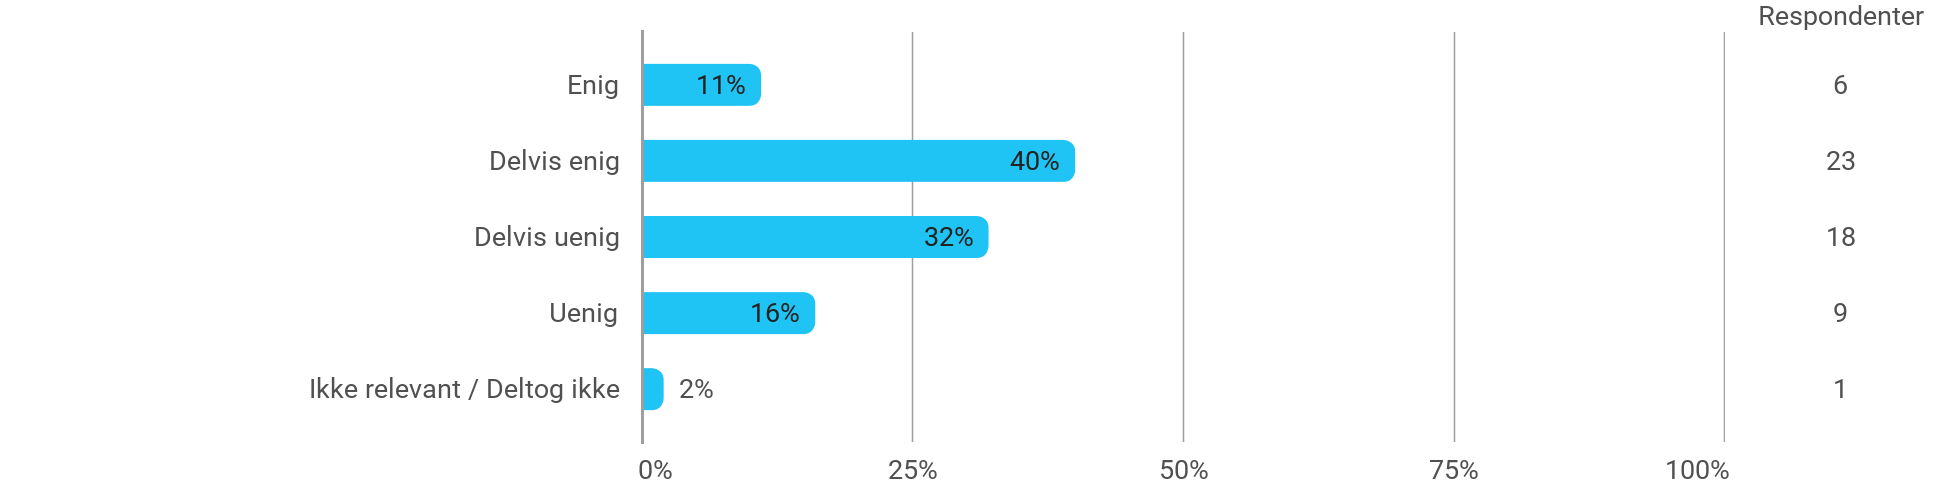 Respondenter
Enig 11% 6
Delvis enig 40% 23
Delvis uenig 32% 18
Uenig 16% 9
Ikke relevant / Deltog ikke 2% 1
0% 25% 50% 75% 100%